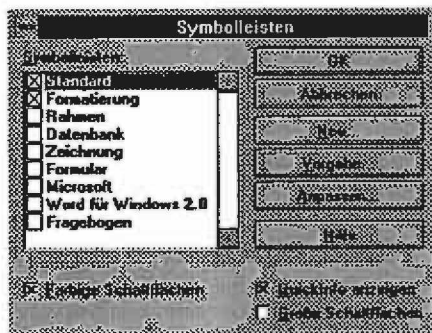 Symbolleisten
Symbolleisten:
Standard
Formatierung
Rahmen
Datenbank
Zeichnung
Formular
Microsoft
Word für Windows 2.0
Fragebogen
OK
Abbrechen
Neu...
Vorgabe...
Anpassen...
Hilfe
Farbige Schaltflächen
QuickInfo anzeigen
Große Schaltflächen